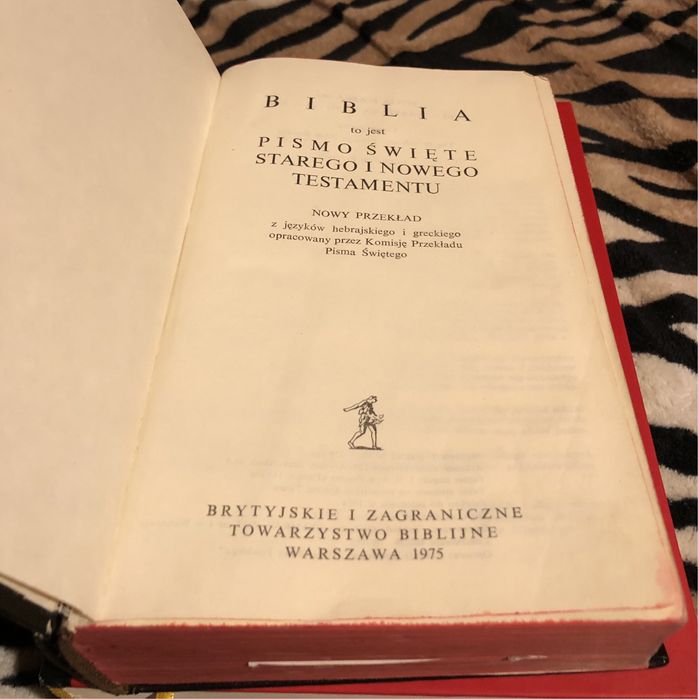 BIBLIA
to jest
PISMO ŚWIĘTE
STAREGO I NOWEGO
TESTAMENTU
NOWY PRZEKŁAD
z języków hebrajskiego i greckiego
opracowany przez Komisję Przekładu
Pisma Świętego
BRYTYJSKIE I ZAGRANICZNE
TOWARZYSTWO BIBLIJNE
WARSZAWA 1975